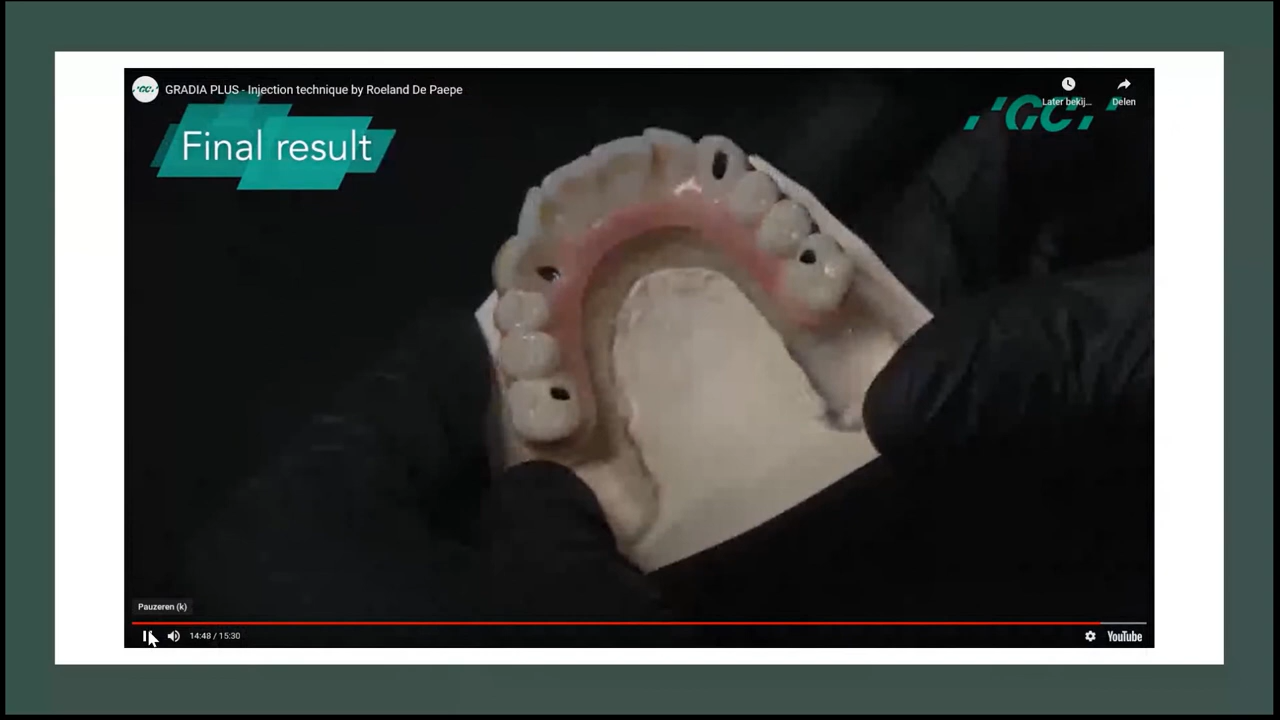 GC
GRADIA PLUS - Injection technique by Roeland De Paepe
Later bekij...
Delen
GC
Final result
Pauzeren (k)
14:48 / 15:30
YouTube